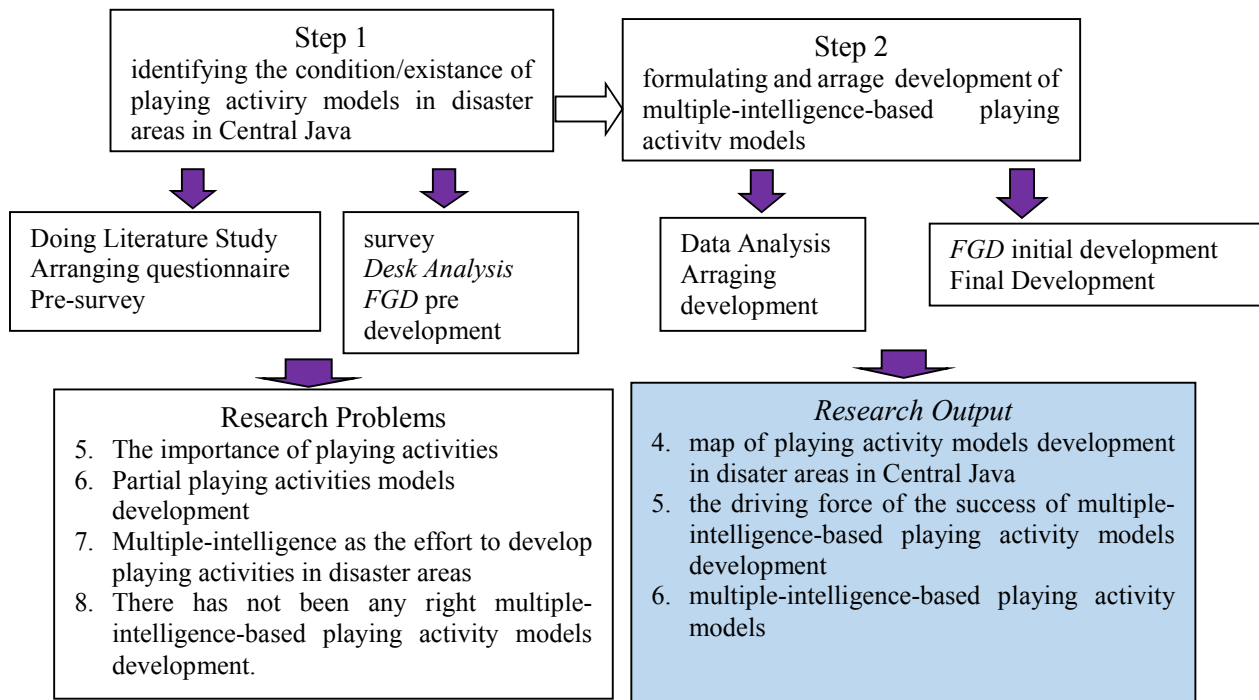 Step 1
identifying the condition/existance of
playing activiry models in disaster
areas in Central Java
Step 2
formulating and arrage development of
multiple-intelligence-based playing
activity models
Doing Literature Study
Arranging questionnaire
Pre-survey
survey
Desk Analysis
FGD pre
development
Data Analysis
Arraging
development
FGD initial development
Final Development
Research Problems
5. The importance of playing activities
6. Partial playing activities models
development
7. Multiple-intelligence as the effort to develop
playing activities in disaster areas
8. There has not been any right multiple-
intelligence-based playing activity models
development.
Research Output
4. map of playing activity models development
in disater areas in Central Java
5. the driving force of the success of multiple-
intelligence-based playing activity models
development
6. multiple-intelligence-based playing activity
models